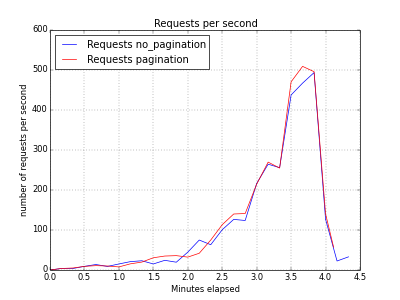 Requests per second
Requests no_pagination
Requests pagination
number of requests per second
600
500
400
300
200
100
0
0.0 0.5 1.0 1.5 2.0 2.5 3.0 3.5 4.0 4.5
Minutes elapsed